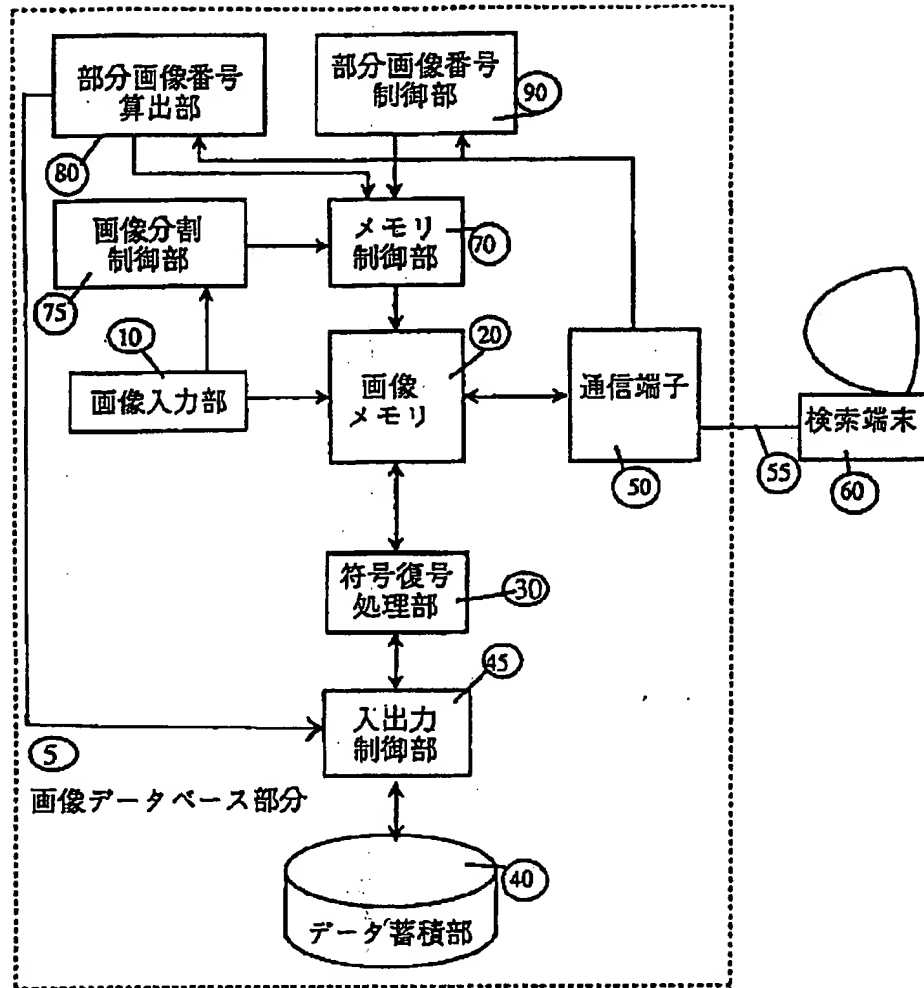 部分画像番号
算出部
80
部分画像番号
制御部
90
画像分割
制御部
75
メモリ
制御部
70
10
画像入力部
20
画像
メモリ
通信端子
50
55
検索端末
60
符号復号
処理部
30
45
入出力
制御部
5
画像データベース部分
40
データ蓄積部